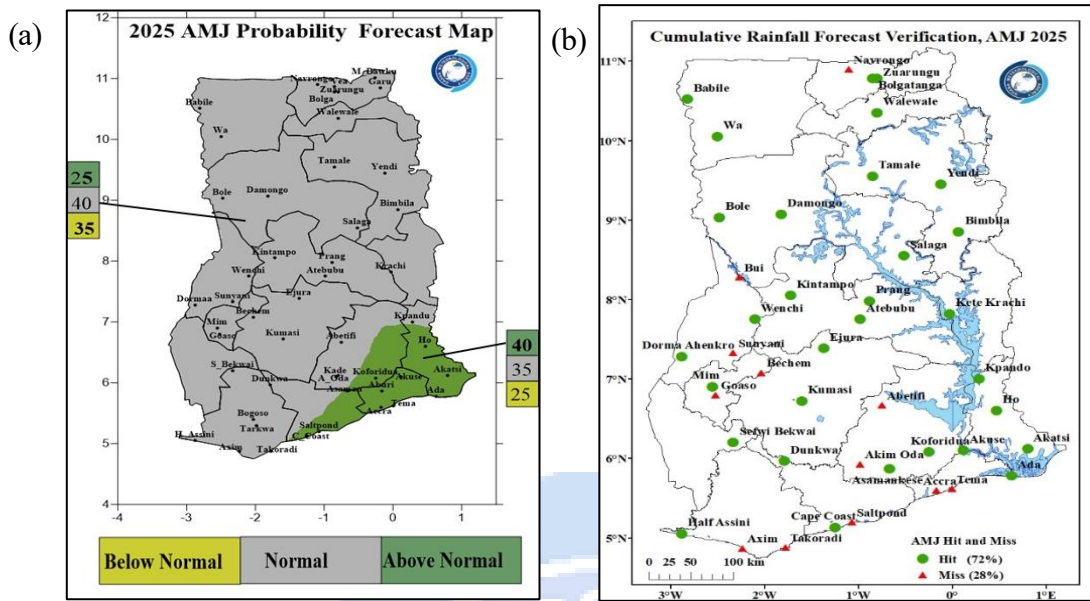 (a)
2025 AMJ Probability Forecast Map
12
11
10
9
8
7
6
5
4
-4
-3
-2
-1
0
1
Navrongo
M_Bawku
Garu
Zuarungu
Bolga
Babile
Walewale
Wa
Tamale
Yendi
Bole
Damongo
Bimbila
Salaga
Kintampo
Prang
Wenchi
Atebubu
Krachi
Dormaa
Sunyani
Ejura
Bechem
Mim
Goaso
Kumasi
Abetifi
Kpandu
Ho
S_Bekwai
Dunkwa
Kade
A_Oda
Koforidua
Akuse
Akatsi
Aburi
Ada
Accra
Tema
Bogoso
Tarkwa
Saltpond
C_Coast
H_Assini
Axim
Takoradi
25
40
35
40
35
25
Below Normal
Normal
Above Normal
(b)
Cumulative Rainfall Forecast Verification, AMJ 2025
11°N
10°N
9°N
8°N
7°N
6°N
5°N
3°W
2°W
1°W
0°
1°E
Navrongo
Zuarungu
Bolgatanga
Babile
Walewale
Wa
Tamale
Yendi
Bole
Damongo
Bimbila
Salaga
Bui
Kintampo
Prang
Wenchi
Atebubu
Kete Krachi
Dorma Ahenkro
Sunyani
Ejura
Bechem
Mim
Goaso
Kumasi
Abetifi
Kpando
Ho
Sefwi Bekwai
Dunkwa
Akim Oda
Koforidua
Akuse
Akatsi
Ada
Asamankese
Accra
Tema
Cape Coast
Saltpond
Half Assini
Axim
Takoradi
0 25 50 100 km
AMJ Hit and Miss
Hit (72%)
Miss (28%)